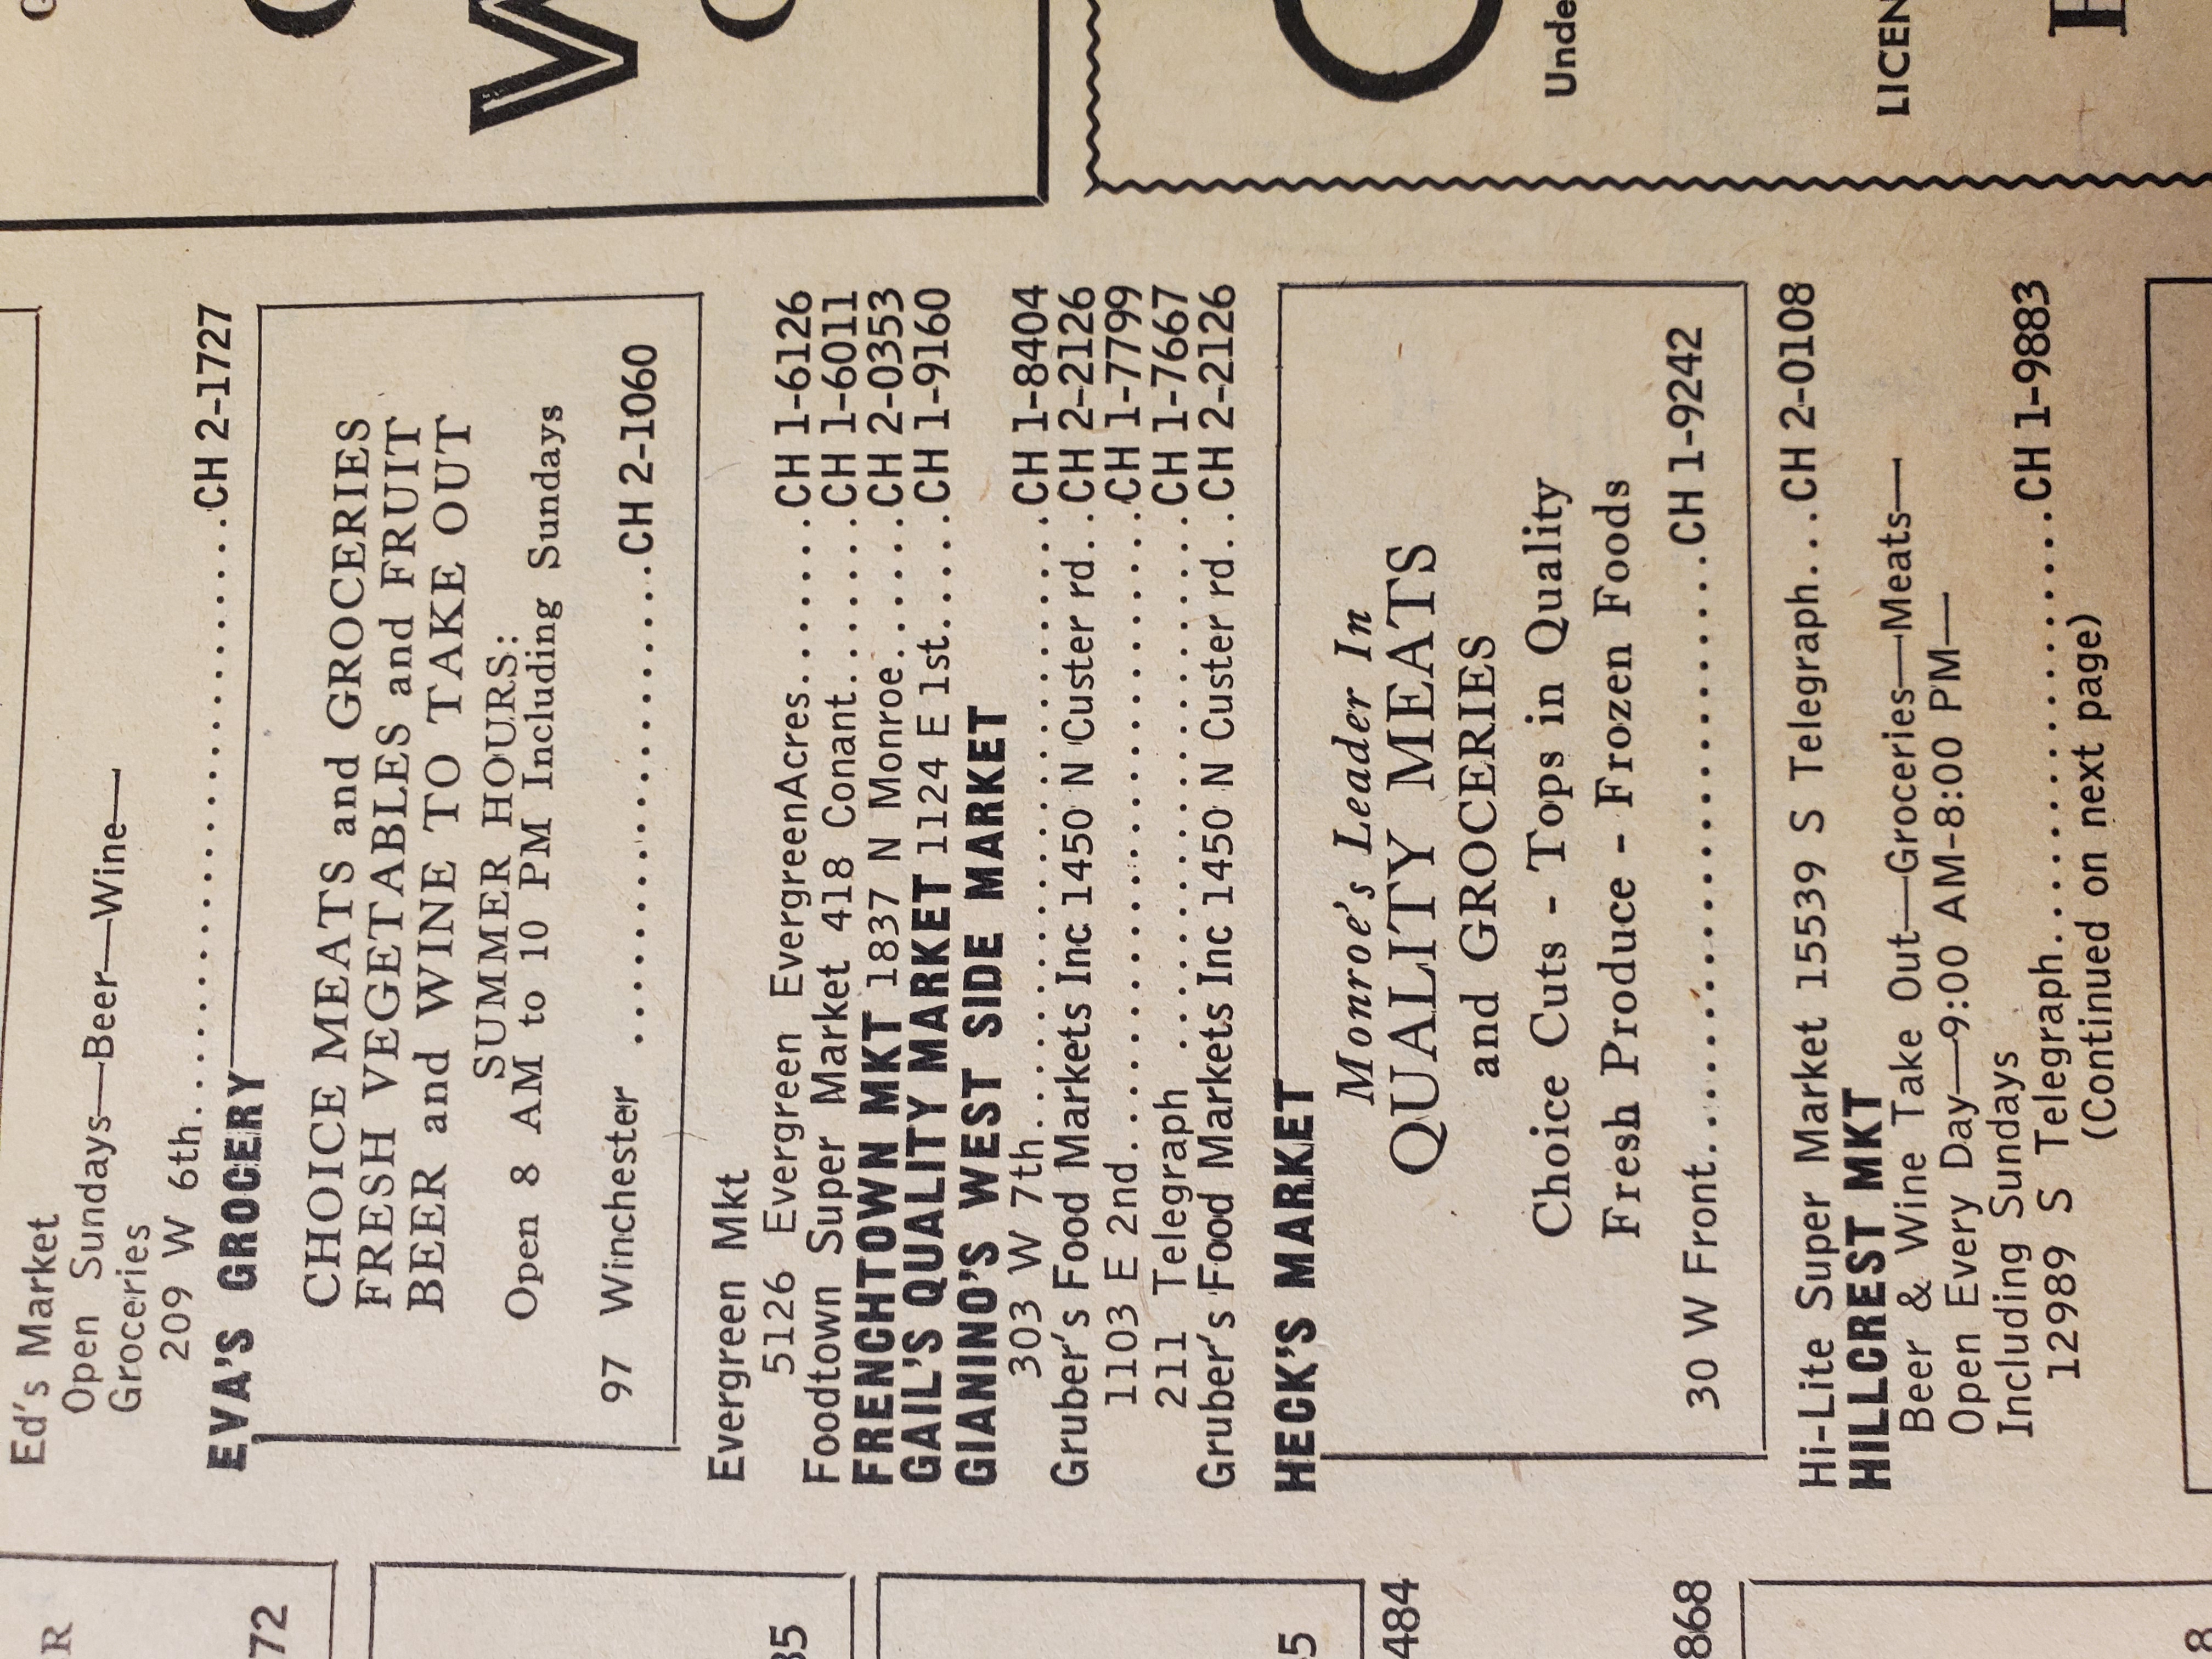 Ed's Market
Open Sundays—Beer—Wine—
Groceries
209 W 6th....................CH 2-1727
EVA'S GROCERY
CHOICE MEATS and GROCERIES
FRESH VEGETABLES and FRUIT
BEER and WINE TO TAKE OUT
SUMMER HOURS:
Open 8 AM to 10 PM Including Sundays
97 Winchester ....................CH 2-1060
Evergreen Mkt
5126 Evergreen EvergreenAcres.......CH 1-6126
Foodtown Super Market 418 Conant.......CH 1-6011
FRENCHTOWN MKT 1837 N Monroe.......CH 2-0353
GAIL'S QUALITY MARKET 1124 E 1st.....CH 1-9160
GIANINO'S WEST SIDE MARKET
303 W 7th....................CH 1-8404
Gruber's Food Markets Inc 1450 N Custer rd..CH 2-2126
1103 E 2nd....................CH 1-7799
211 Telegraph ....................CH 1-7667
Gruber's Food Markets Inc 1450 N Custer rd..CH 2-2126
HECK'S MARKET
Monroe's Leader In
QUALITY MEATS
and GROCERIES
Choice Cuts - Tops in Quality
Fresh Produce - Frozen Foods
30 W Front....................CH 1-9242
Hi-Lite Super Market 15539 S Telegraph...CH 2-0108
HILLCREST MKT
Beer & Wine Take Out—Groceries—Meats—
Open Every Day—9:00 AM-8:00 PM—
Including Sundays
12989 S Telegraph....................CH 1-9883
(Continued on next page)
R
72
35
5
484
868
8
W
Unde
LICEN